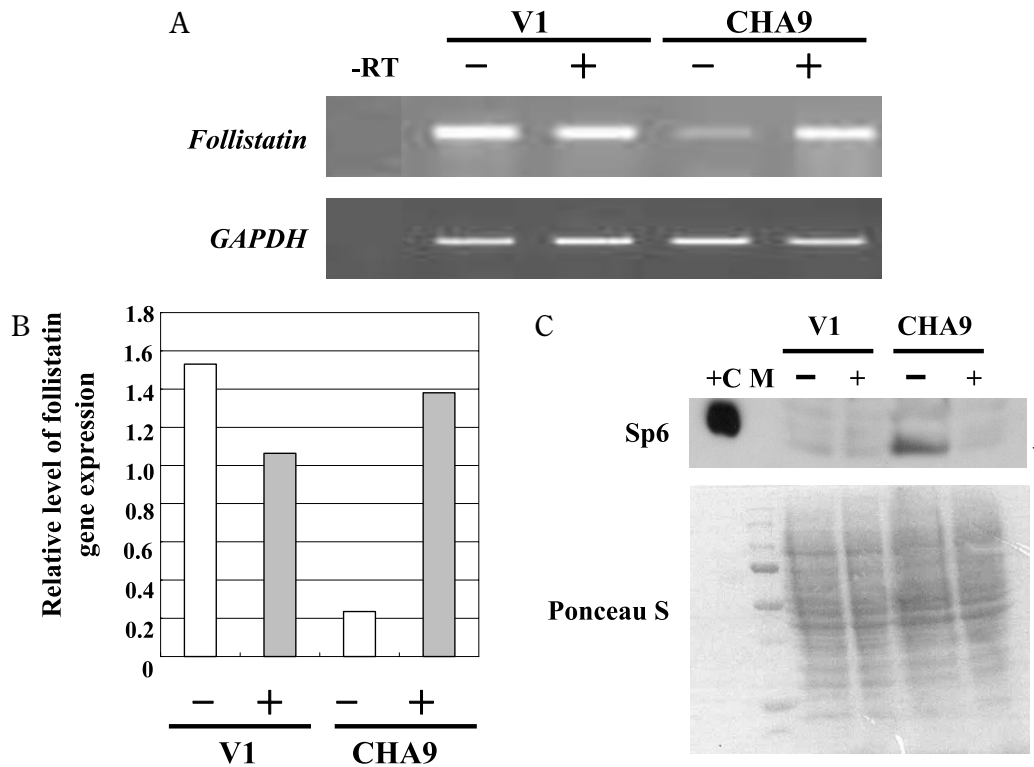 A
V1 CHA9
-RT − + − +
Follistatin
GAPDH
B
Relative level of follistatin
gene expression
1.8
1.6
1.4
1.2
1.0
0.8
0.6
0.4
0.2
0
− + − +
V1 CHA9
C
V1 CHA9
+C M − + − +
Sp6
Ponceau S